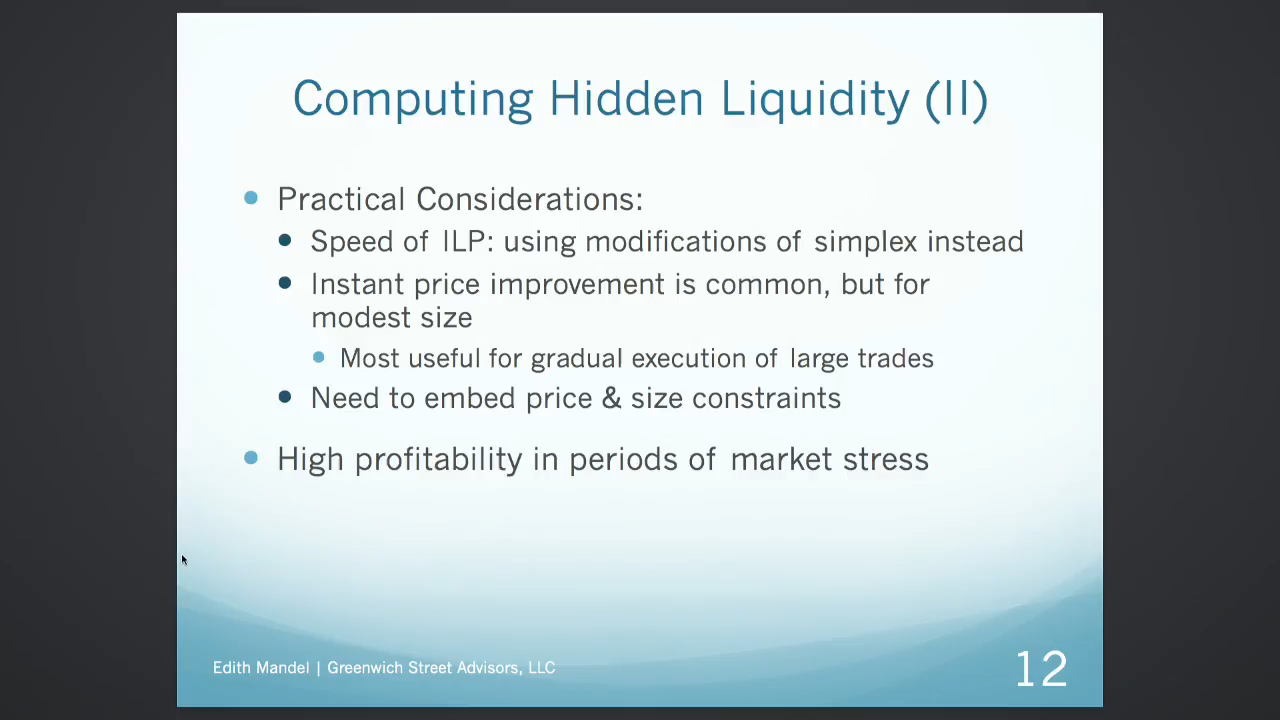 Computing Hidden Liquidity (II)
Practical Considerations:
Speed of ILP: using modifications of simplex instead
Instant price improvement is common, but for
modest size
Most useful for gradual execution of large trades
Need to embed price & size constraints
High profitability in periods of market stress
Edith Mandel | Greenwich Street Advisors, LLC
12